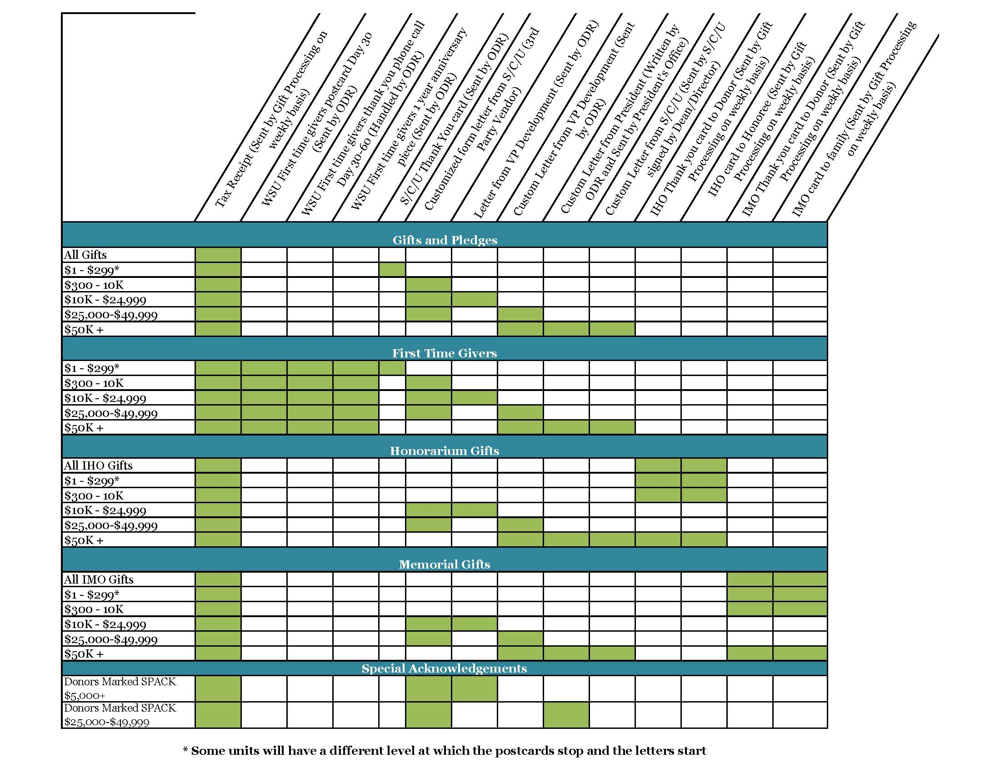 Tax Receipt (Sent by Gift Processing on
weekly basis)
WSU First time givers postcard Day 30
(Sent by ODR)
WSU First time givers thank you phone call
Day 30-60 (Handled by ODR)
WSU First time givers 1 year anniversary
piece (Sent by ODR)
S/C/U Thank You card (Sent by ODR)
Customized form letter from S/C/U (3rd
Party Vendor)
Letter from VP Development (Sent by ODR)
Custom Letter from VP Development (Sent
by ODR)
Custom Letter from President (Written by
ODR and Sent by President's Office)
Custom Letter from S/C/U (Sent by S/C/U
signed by Dean/Director)
IHO Thank you card to Donor (Sent by Gift
Processing on weekly basis)
IHO card to Honoree (Sent by Gift
Processing on weekly basis)
IMO Thank you card to Donor (Sent by Gift
Processing on weekly basis)
IMO card to family (Sent by Gift Processing
on weekly basis)
Gifts and Pledges
All Gifts
$1 - $299*
$300 - 10K
$10K - $24,999
$25,000-$49,999
$50K +
First Time Givers
$1 - $299*
$300 - 10K
$10K - $24,999
$25,000-$49,999
$50K +
Honorarium Gifts
All IHO Gifts
$1 - $299*
$300 - 10K
$10K - $24,999
$25,000-$49,999
$50K +
Memorial Gifts
All IMO Gifts
$1 - $299*
$300 - 10K
$10K - $24,999
$25,000-$49,999
$50K +
Special Acknowledgements
Donors Marked SPACK
$5,000+
Donors Marked SPACK
$25,000-$49,999
* Some units will have a different level at which the postcards stop and the letters start